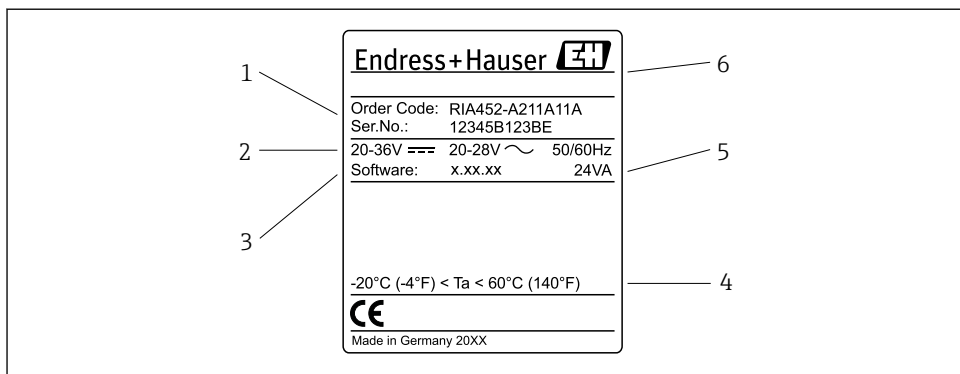 Endress+Hauser EH
1
6
Order Code: RIA452-A211A11A
Ser.No.: 12345B123BE
2
20-36V 20-28V 50/60Hz
5
Software: x.xx.xx 24VA
3
-20°C (-4°F) < Ta < 60°C (140°F)
4
CE
Made in Germany 20XX